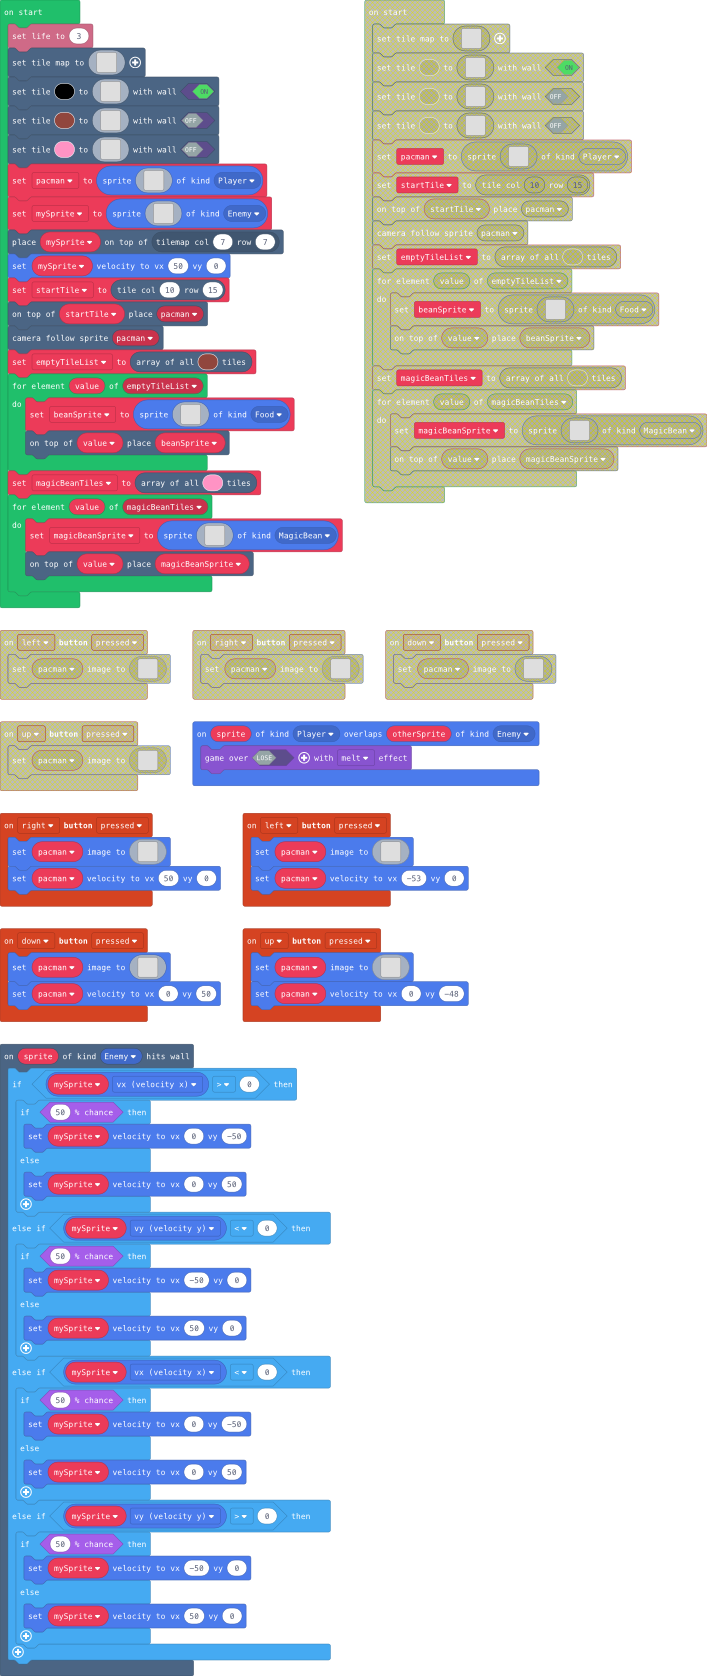 on start
set life to 3
set tile map to
set tile to with wall ON
set tile to with wall OFF
set tile to with wall OFF
set pacman to sprite of kind Player
set mySprite to sprite of kind Enemy
place mySprite on top of tilemap col 7 row 7
set mySprite velocity to vx 50 vy 0
set startTile to tile col 10 row 15
on top of startTile place pacman
camera follow sprite pacman
set emptyTileList to array of all tiles
for element value of emptyTileList
do
set beanSprite to sprite of kind Food
on top of value place beanSprite
set magicBeanTiles to array of all tiles
for element value of magicBeanTiles
do
set magicBeanSprite to sprite of kind MagicBean
on top of value place magicBeanSprite
on start
set tile map to
set tile to with wall ON
set tile to with wall OFF
set tile to with wall OFF
set pacman to sprite of kind Player
set startTile to tile col 10 row 15
on top of startTile place pacman
camera follow sprite pacman
set emptyTileList to array of all tiles
for element value of emptyTileList
do
set beanSprite to sprite of kind Food
on top of value place beanSprite
set magicBeanTiles to array of all tiles
for element value of magicBeanTiles
do
set magicBeanSprite to sprite of kind MagicBean
on top of value place magicBeanSprite
on left button pressed
set pacman image to
on right button pressed
set pacman image to
on down button pressed
set pacman image to
on up button pressed
set pacman image to
on sprite of kind Player overlaps otherSprite of kind Enemy
game over LOSE with melt effect
on right button pressed
set pacman image to
set pacman velocity to vx 50 vy 0
on left button pressed
set pacman image to
set pacman velocity to vx -53 vy 0
on down button pressed
set pacman image to
set pacman velocity to vx 0 vy 50
on up button pressed
set pacman image to
set pacman velocity to vx 0 vy -48
on sprite of kind Enemy hits wall
if mySprite vx (velocity x) > 0 then
if 50 % chance then
set mySprite velocity to vx 0 vy -50
else
set mySprite velocity to vx 0 vy 50
else if mySprite vy (velocity y) < 0 then
if 50 % chance then
set mySprite velocity to vx -50 vy 0
else
set mySprite velocity to vx 50 vy 0
else if mySprite vx (velocity x) < 0 then
if 50 % chance then
set mySprite velocity to vx 0 vy -50
else
set mySprite velocity to vx 0 vy 50
else if mySprite vy (velocity y) > 0 then
if 50 % chance then
set mySprite velocity to vx -50 vy 0
else
set mySprite velocity to vx 50 vy 0